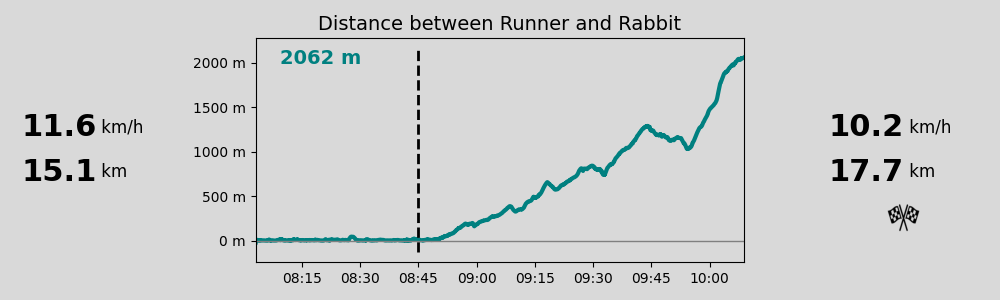 Distance between Runner and Rabbit
2062 m
2000 m
1500 m
1000 m
500 m
0 m
08:15 08:30 08:45 09:00 09:15 09:30 09:45 10:00
11.6 km/h
15.1 km
10.2 km/h
17.7 km